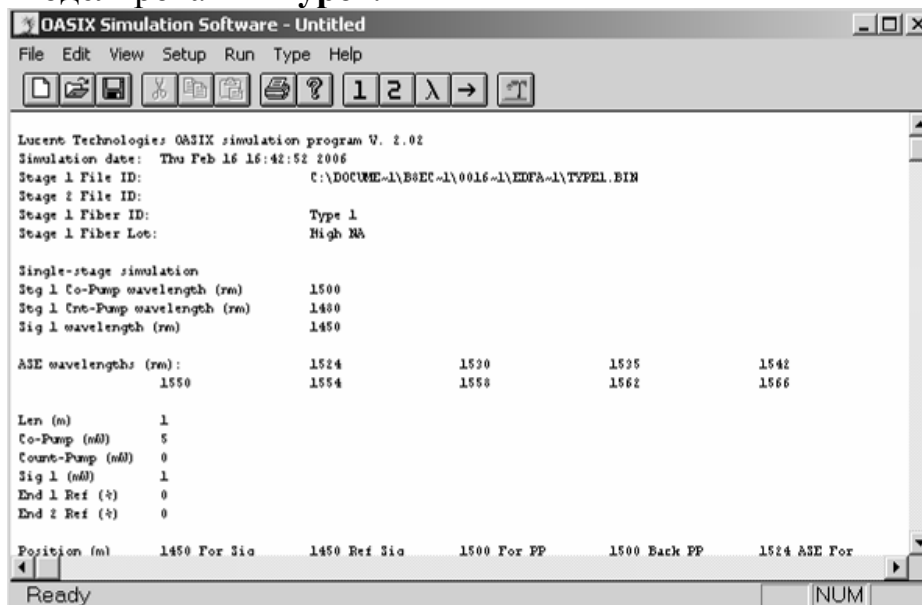 OASIX Simulation Software - Untitled
File Edit View Setup Run Type Help
1 2 λ → T
Lucent Technologies OASIX simulation program V. 2.02
Simulation date: Thu Feb 16 16:42:52 2006
Stage 1 File ID: C:\DOCUME~1\B8EC~1\0016~1\EDFA~1\TYPE1.BIN
Stage 2 File ID:
Stage 1 Fiber ID: Type 1
Stage 1 Fiber Lot: High NA
Single-stage simulation
Stg 1 Co-Pump wavelength (nm) 1500
Stg 1 Cnt-Pump wavelength (nm) 1480
Sig 1 wavelength (nm) 1450
ASE wavelengths (nm): 1524 1530 1535 1542
1550 1554 1558 1562 1566
Len (m) 1
Co-Pump (mW) 5
Count-Pump (mW) 0
Sig 1 (mW) 1
End 1 Ref (%) 0
End 2 Ref (%) 0
Position (m) 1450 For Sig 1450 Ref Sig 1500 For PP 1500 Back PP 1524 ASE For
Ready NUM